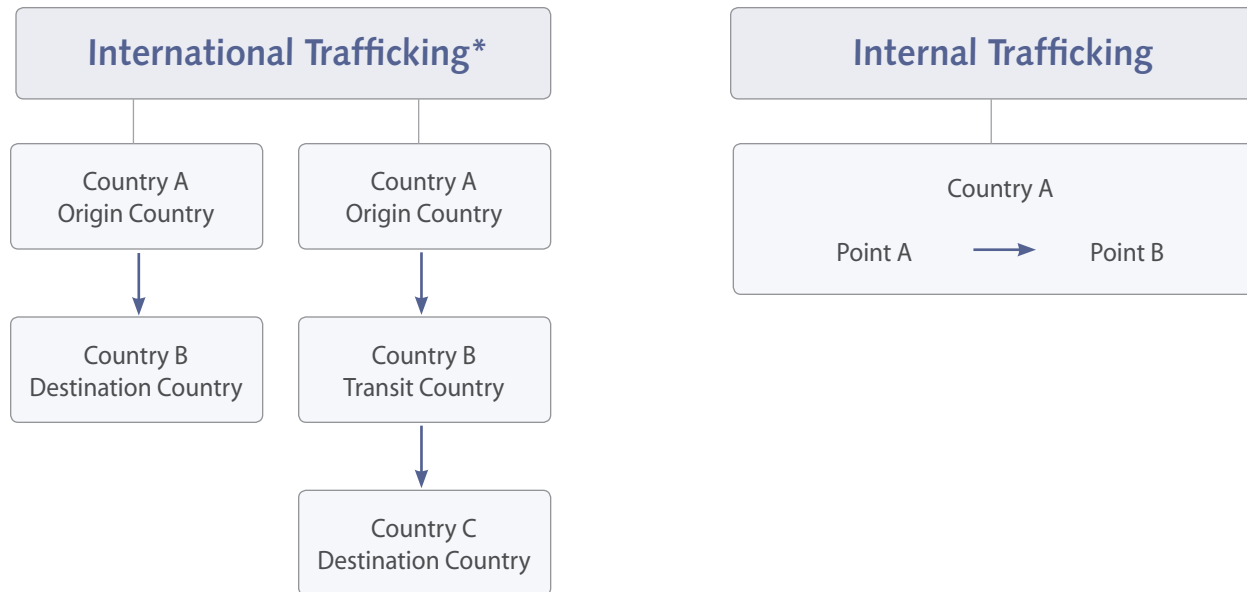 International Trafficking*
Country A
Origin Country
Country B
Destination Country
Country A
Origin Country
Country B
Transit Country
Country C
Destination Country
Internal Trafficking
Country A
Point A
Point B